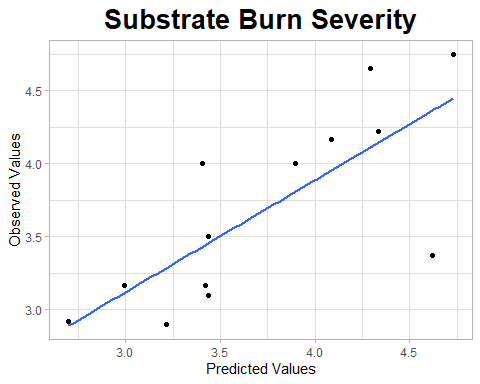 Substrate Burn Severity
Observed Values
4.5
4.0
3.5
3.0
3.0 3.5 4.0 4.5
Predicted Values